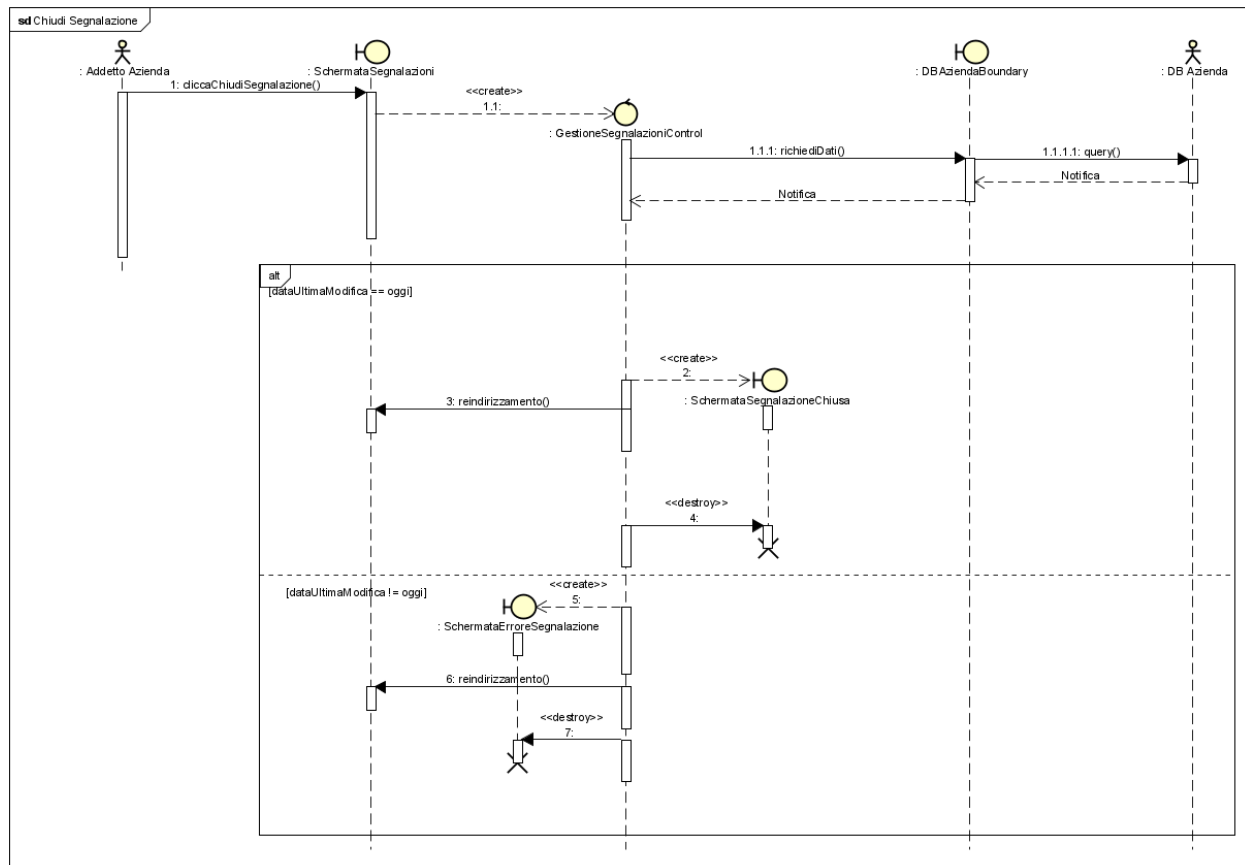 sd Chiudi Segnalazione
: Addetto Azienda
: SchermataSegnalazioni
: DBAziendaBoundary
: DB Azienda
1: cliccaChiudiSegnalazione()
<<create>>
1.1:
: GestioneSegnalazioniControl
1.1.1: richiediDati()
1.1.1.1: query()
Notifica
Notifica
alt
[dataUltimaModifica == oggi]
<<create>>
2:
: SchermataSegnalazioneChiusa
3: reindirizzamento()
<<destroy>>
4:
[dataUltimaModifica != oggi]
<<create>>
5:
: SchermataErroreSegnalazione
6: reindirizzamento()
<<destroy>>
7: